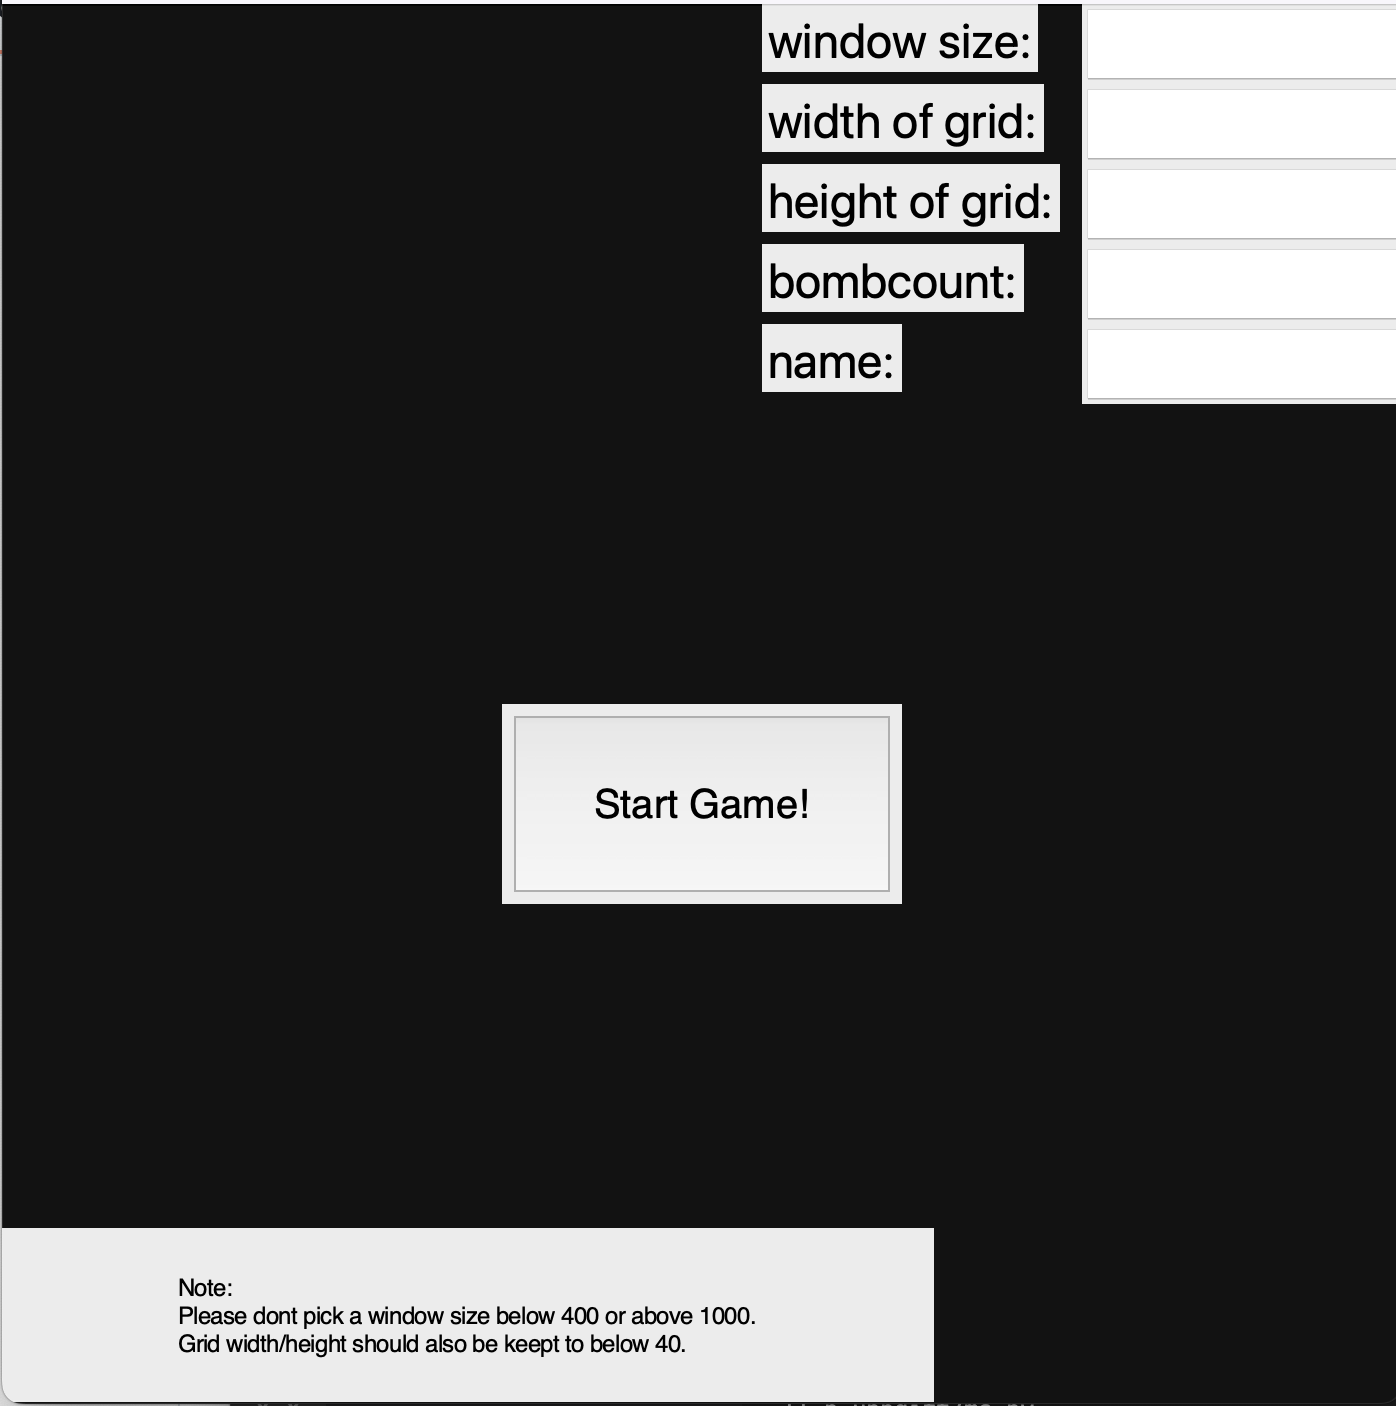 window size:
width of grid:
height of grid:
bombcount:
name:
Start Game!
Note:
Please dont pick a window size below 400 or above 1000.
Grid width/height should also be keept to below 40.